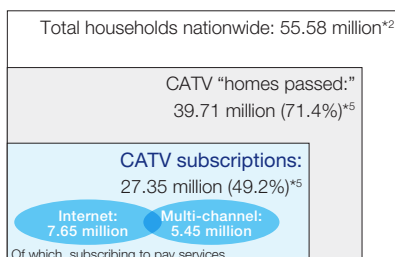 Total households nationwide: 55.58 million*2
CATV “homes passed:”
39.71 million (71.4%)*5
CATV subscriptions:
27.35 million (49.2%)*5
Internet:
7.65 million
Multi-channel:
5.45 million
Of which, subscribing to pay services